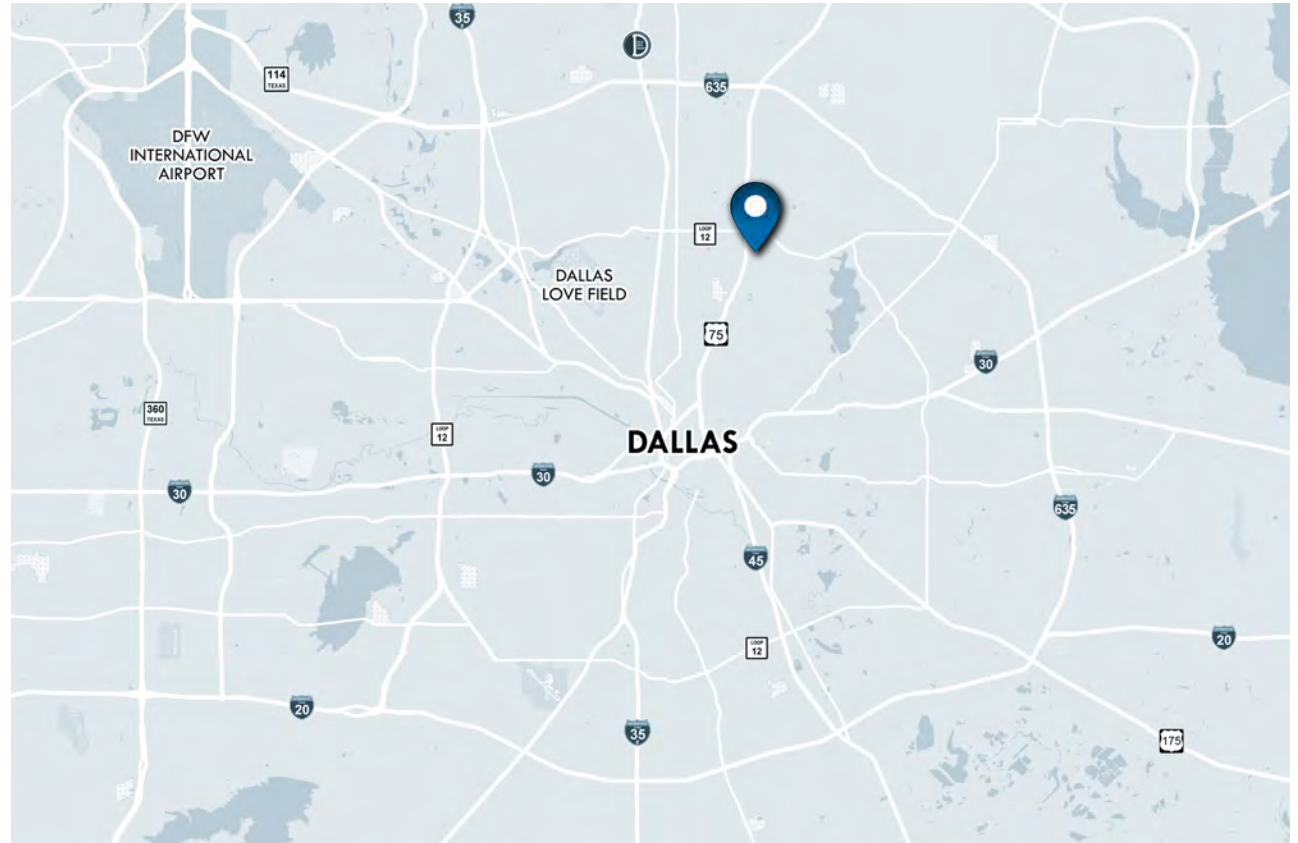 35
635
114
TEXAS
DFW
INTERNATIONAL
AIRPORT
LOOP
12
DALLAS
LOVE FIELD
75
30
360
TEXAS
LOOP
12
DALLAS
30
30
635
45
LOOP
12
20
20
35
175